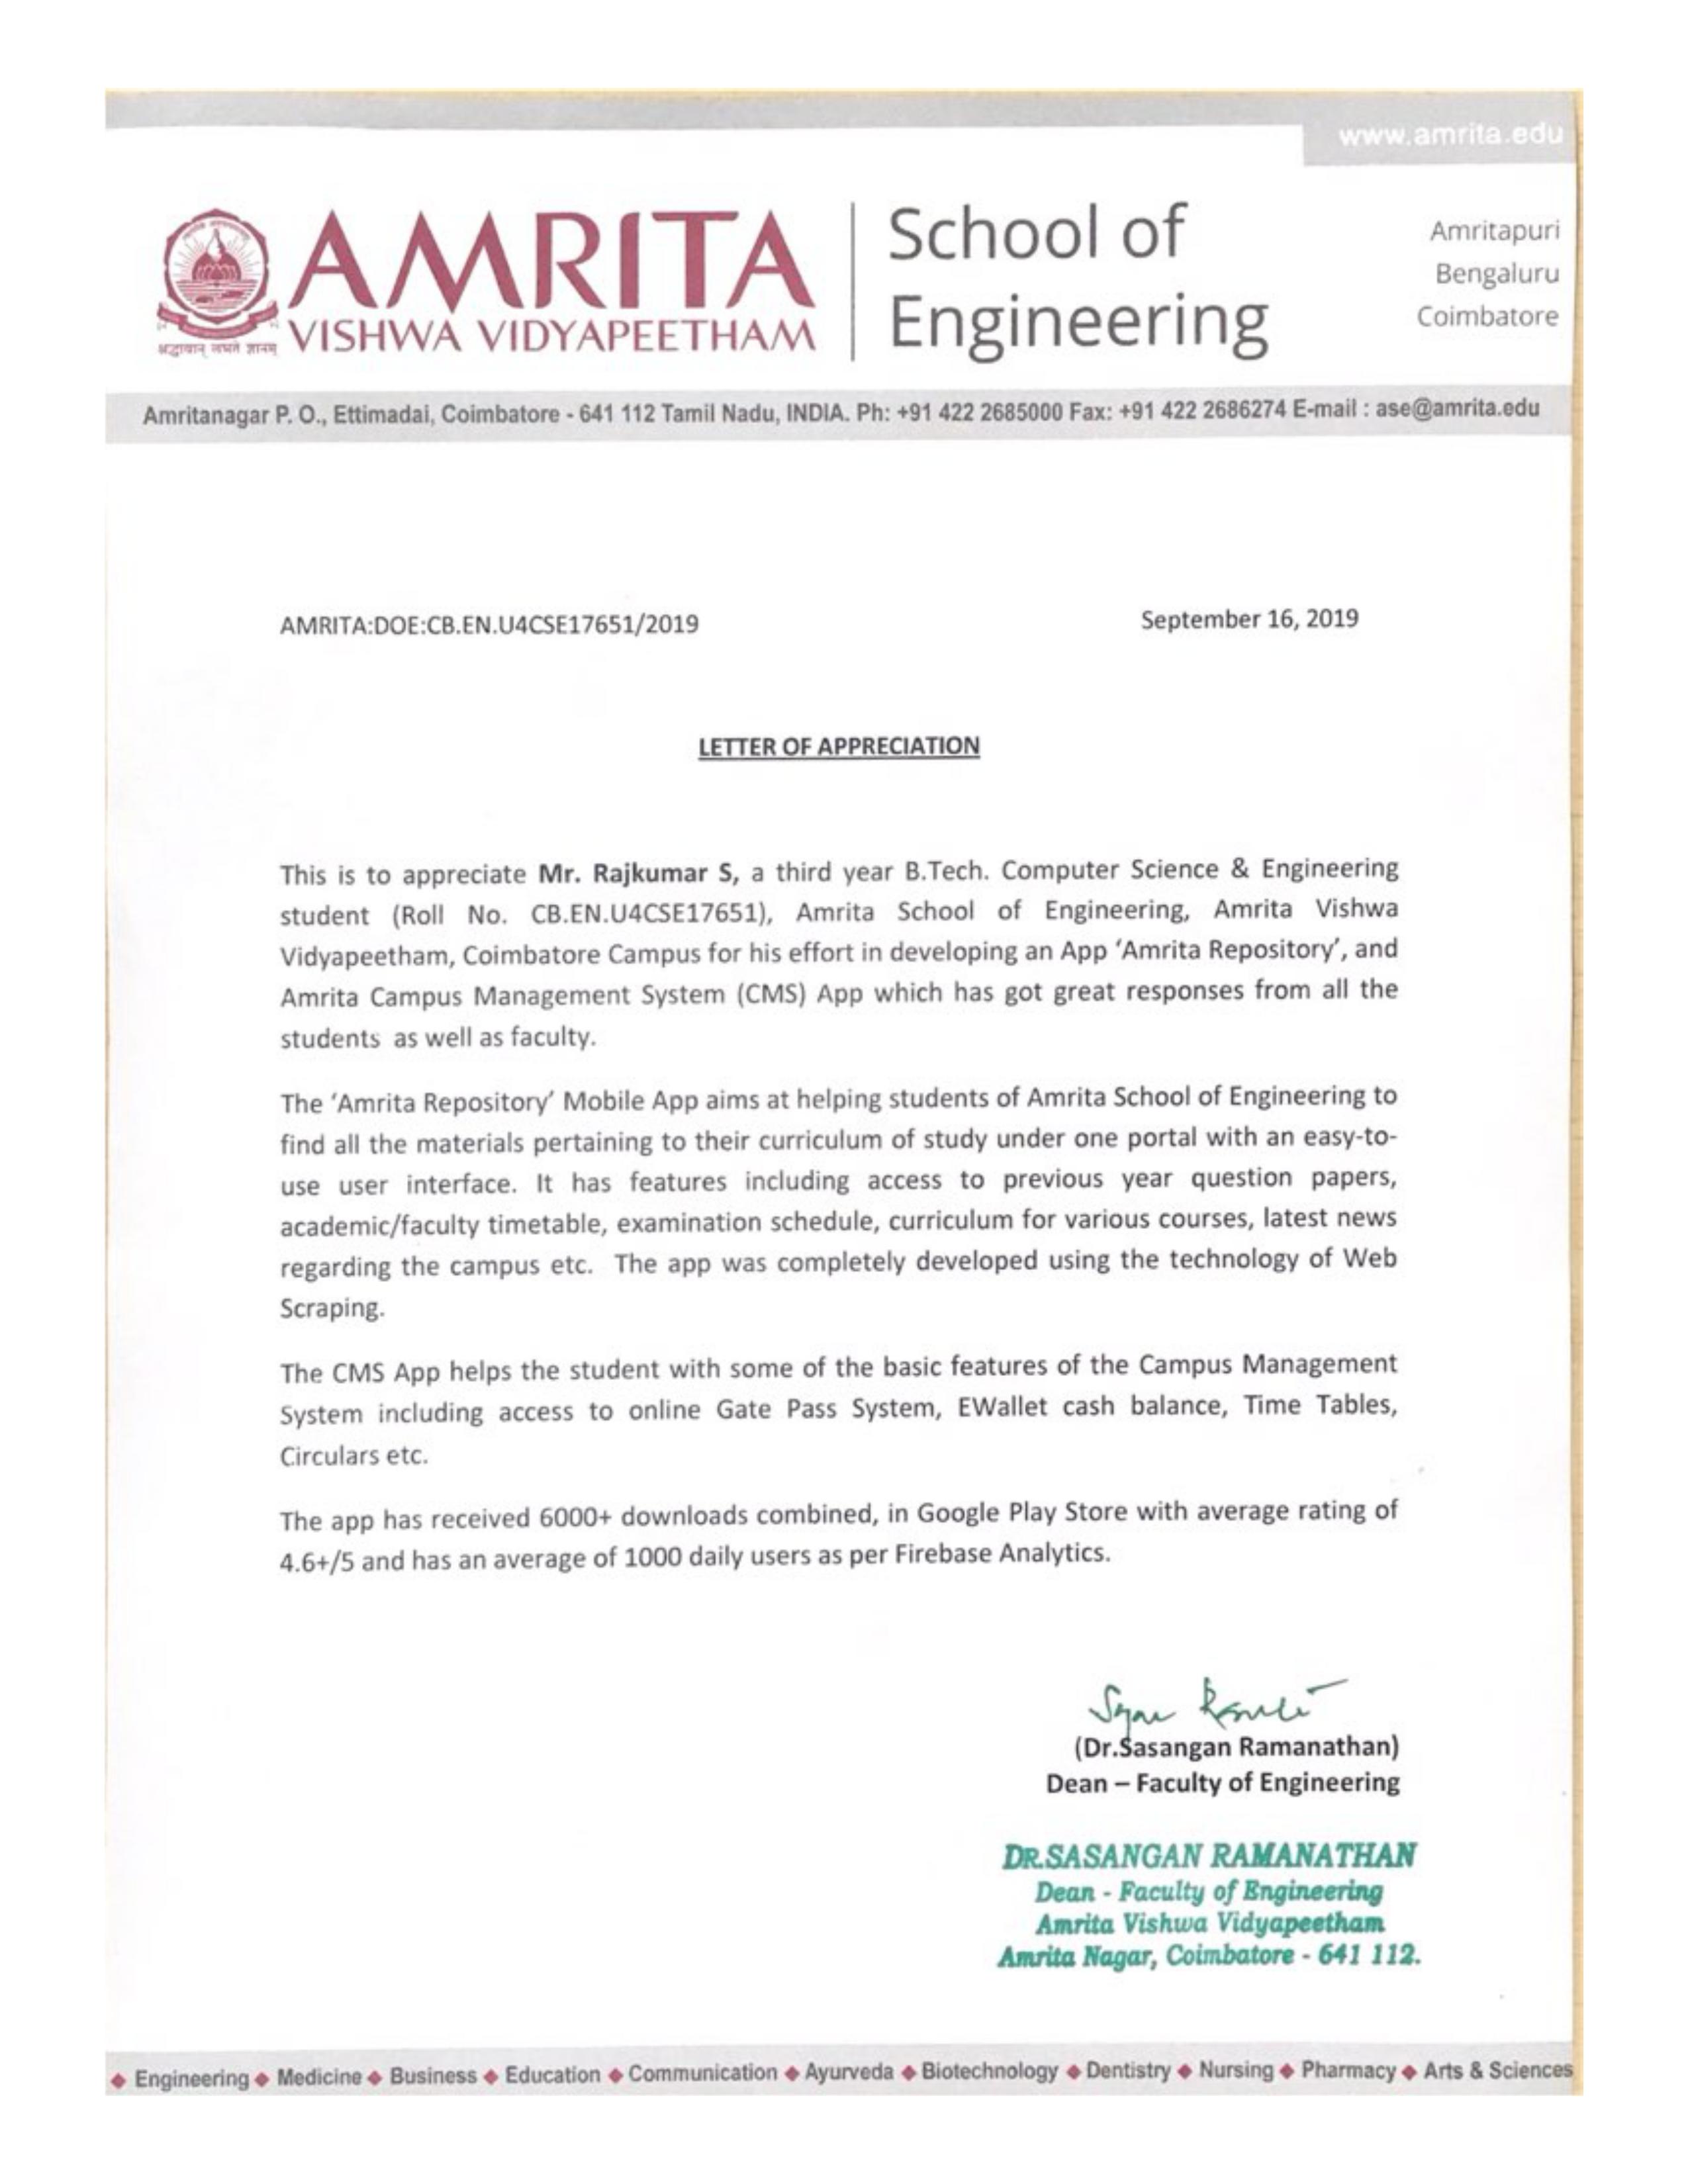 www.amrita.edu
AMRITA
VISHWA VIDYAPEETHAM
श्रद्धावान् लभते ज्ञानम्
School of
Engineering
Amritapuri
Bengaluru
Coimbatore
Amritanagar P. O., Ettimadai, Coimbatore - 641 112 Tamil Nadu, INDIA. Ph: +91 422 2685000 Fax: +91 422 2686274 E-mail : ase@amrita.edu
AMRITA:DOE:CB.EN.U4CSE17651/2019
September 16, 2019
LETTER OF APPRECIATION
This is to appreciate Mr. Rajkumar S, a third year B.Tech. Computer Science & Engineering
student (Roll No. CB.EN.U4CSE17651), Amrita School of Engineering, Amrita Vishwa
Vidyapeetham, Coimbatore Campus for his effort in developing an App ‘Amrita Repository’, and
Amrita Campus Management System (CMS) App which has got great responses from all the
students as well as faculty.
The ‘Amrita Repository’ Mobile App aims at helping students of Amrita School of Engineering to
find all the materials pertaining to their curriculum of study under one portal with an easy-to-
use user interface. It has features including access to previous year question papers,
academic/faculty timetable, examination schedule, curriculum for various courses, latest news
regarding the campus etc. The app was completely developed using the technology of Web
Scraping.
The CMS App helps the student with some of the basic features of the Campus Management
System including access to online Gate Pass System, EWallet cash balance, Time Tables,
Circulars etc.
The app has received 6000+ downloads combined, in Google Play Store with average rating of
4.6+/5 and has an average of 1000 daily users as per Firebase Analytics.
(Dr.Sasangan Ramanathan)
Dean – Faculty of Engineering
DR.SASANGAN RAMANATHAN
Dean - Faculty of Engineering
Amrita Vishwa Vidyapeetham
Amrita Nagar, Coimbatore - 641 112.
Engineering ◆ Medicine ◆ Business ◆ Education ◆ Communication ◆ Ayurveda ◆ Biotechnology ◆ Dentistry ◆ Nursing ◆ Pharmacy ◆ Arts & Sciences